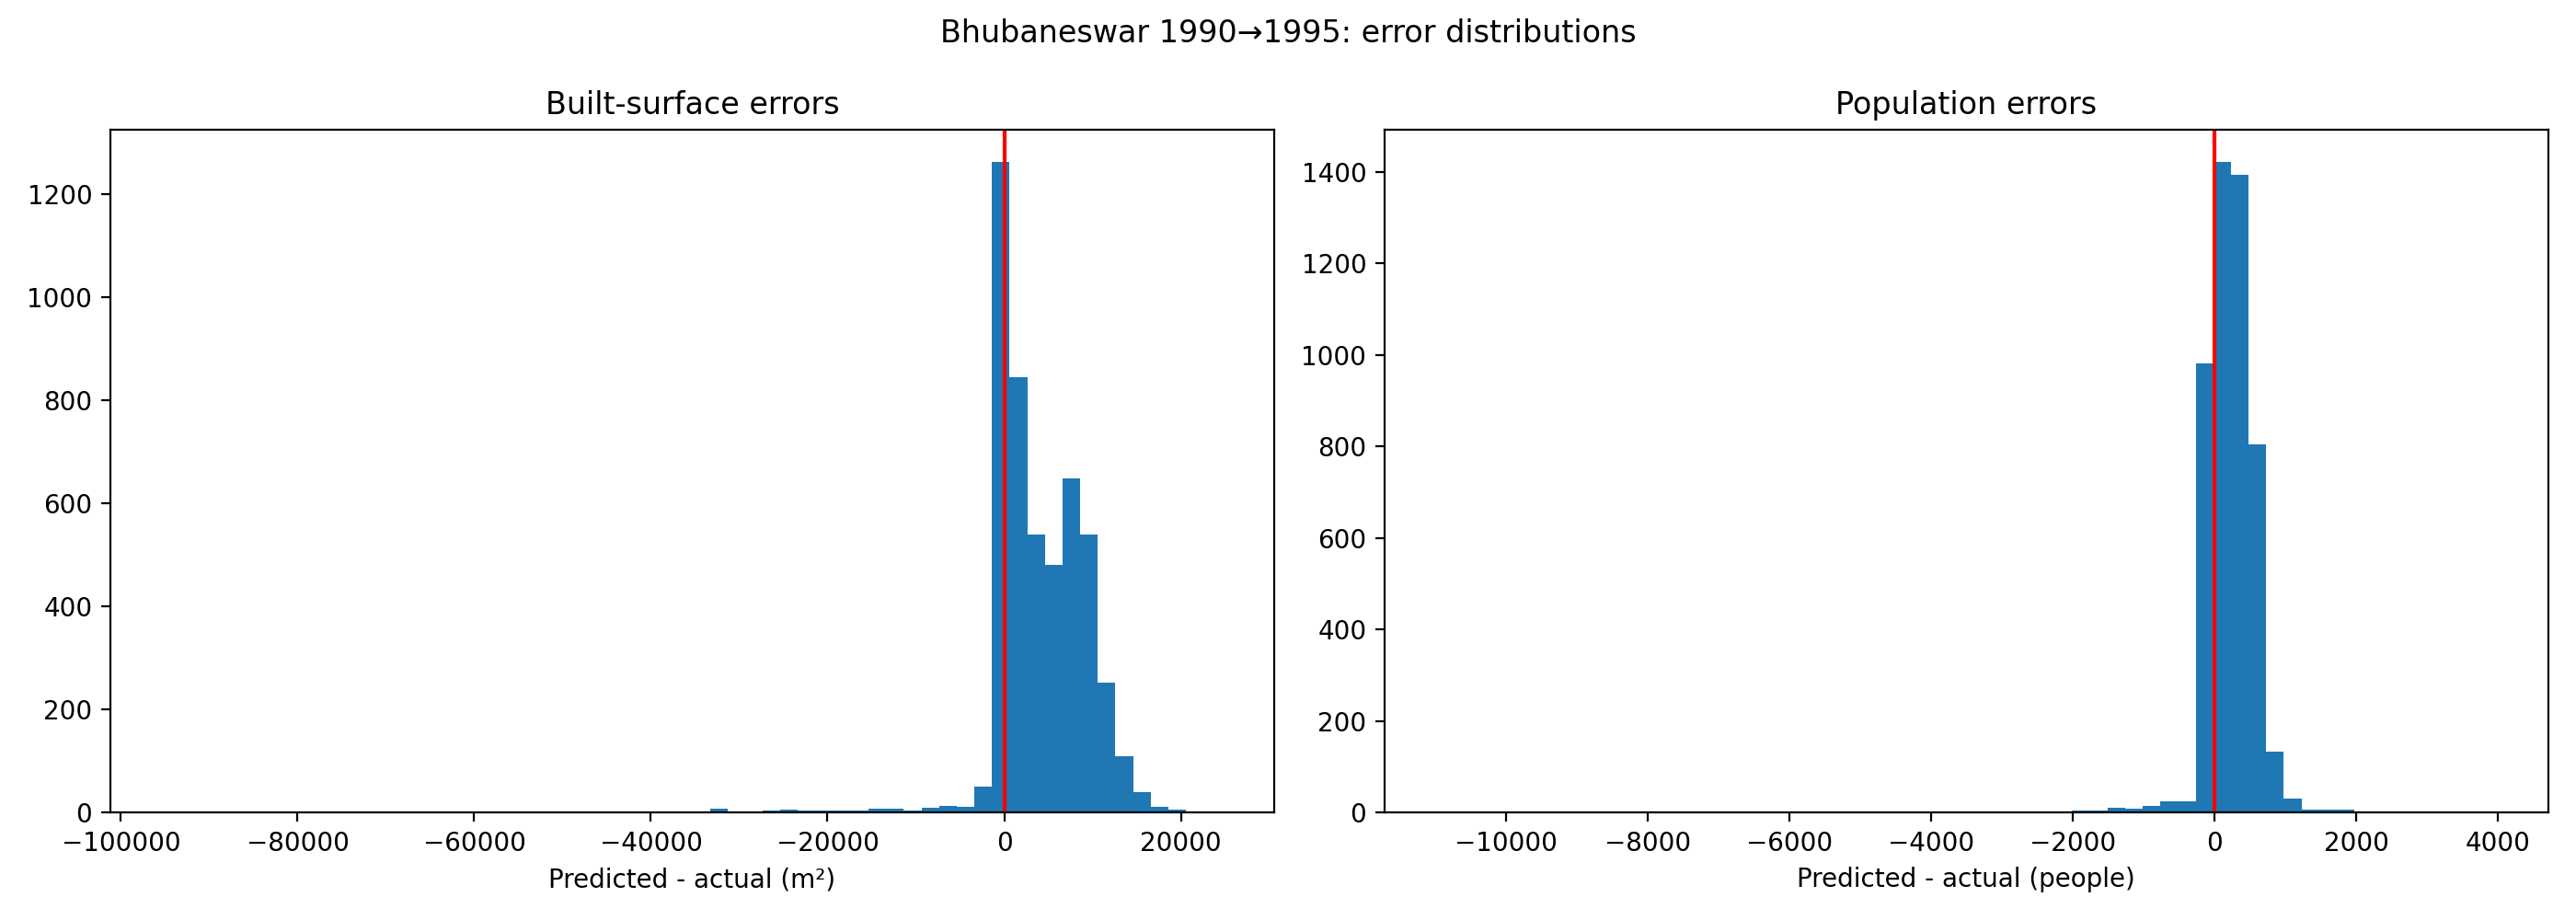 Bhubaneswar 1990→1995: error distributions
Built-surface errors
1200
1000
800
600
400
200
0
−100000 −80000 −60000 −40000 −20000 0 20000
Predicted - actual (m²)
Population errors
1400
1200
1000
800
600
400
200
0
−10000 −8000 −6000 −4000 −2000 0 2000 4000
Predicted - actual (people)